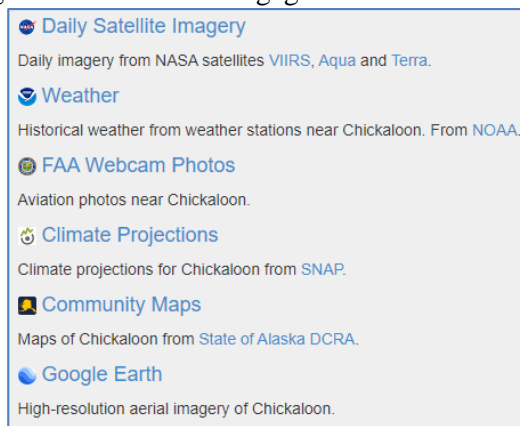 Daily Satellite Imagery
Daily imagery from NASA satellites VIIRS, Aqua and Terra.
Weather
Historical weather from weather stations near Chickaloon. From NOAA.
FAA Webcam Photos
Aviation photos near Chickaloon.
Climate Projections
Climate projections for Chickaloon from SNAP.
Community Maps
Maps of Chickaloon from State of Alaska DCRA.
Google Earth
High-resolution aerial imagery of Chickaloon.